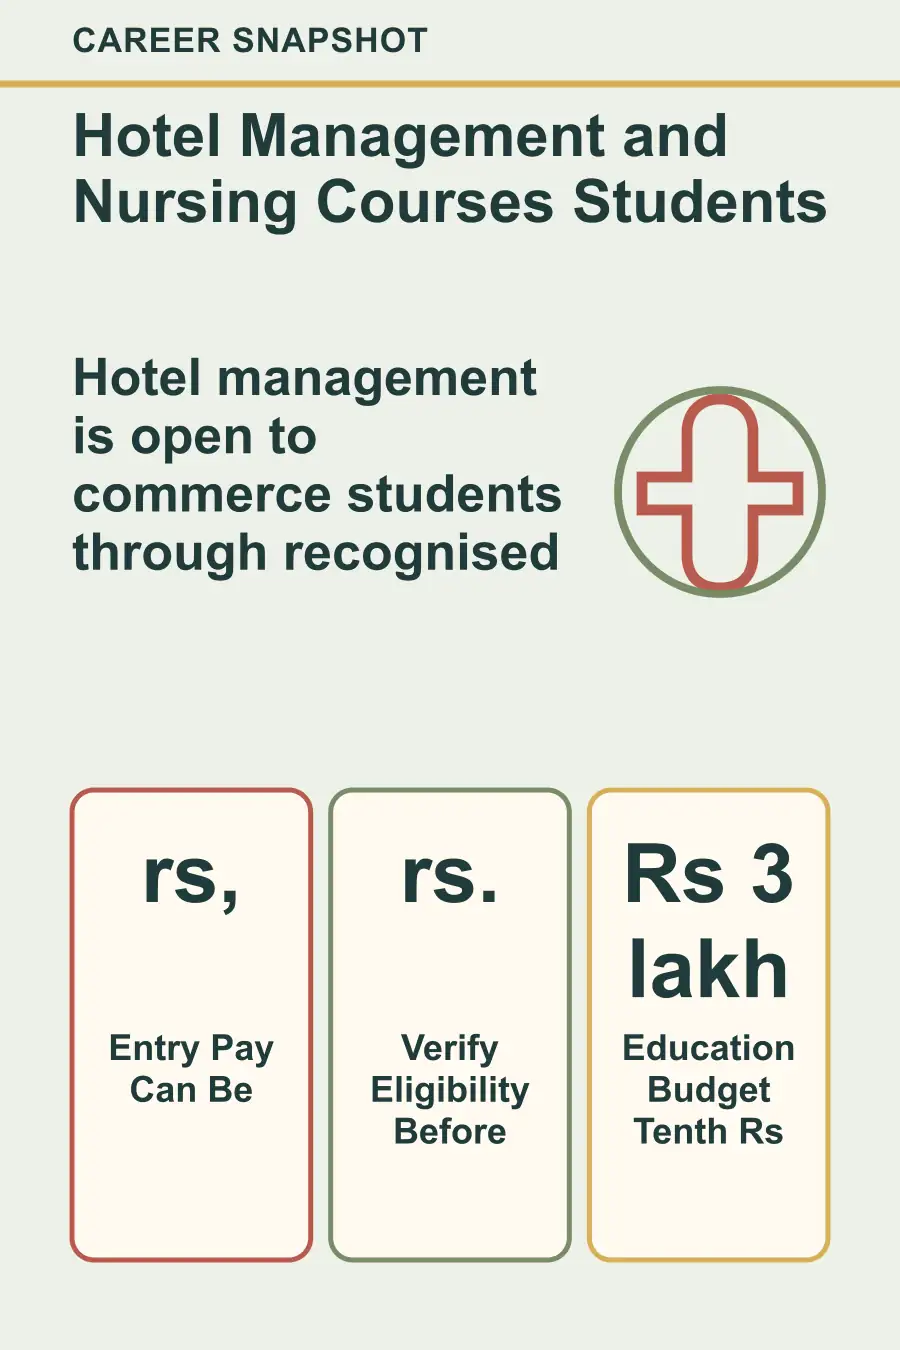 CAREER SNAPSHOT
Hotel Management and
Nursing Courses Students
Hotel management
is open to
commerce students
through recognised
rs,
Entry Pay
Can Be
rs.
Verify
Eligibility
Before
Rs 3
lakh
Education
Budget
Tenth Rs